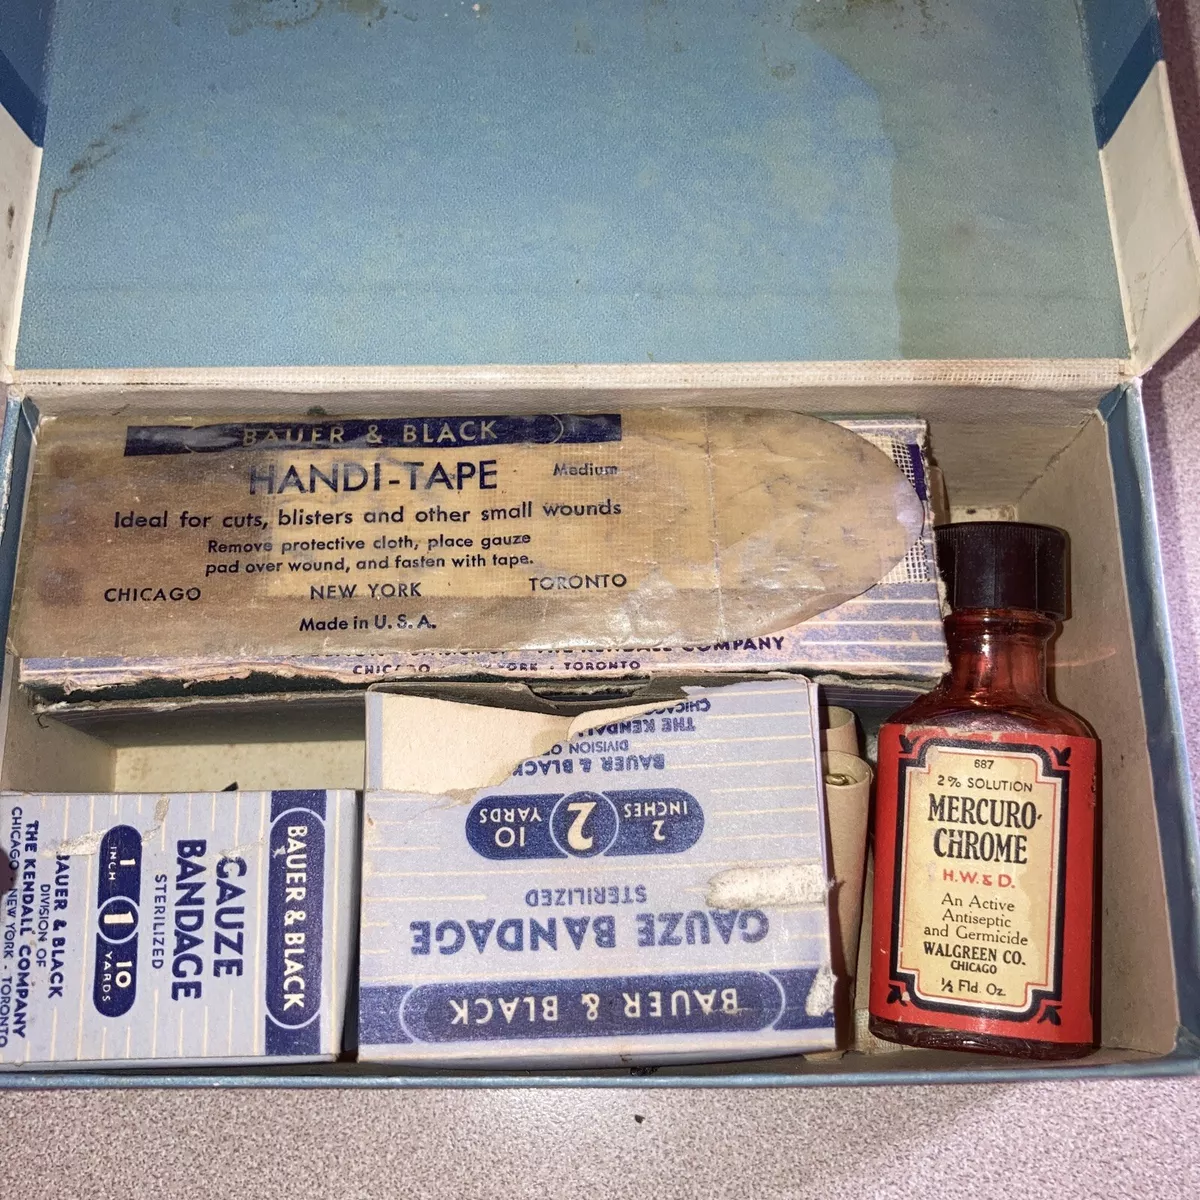 BAUER & BLACK
HANDI-TAPE
Medium
Ideal for cuts, blisters and other small wounds
Remove protective cloth, place gauze
pad over wound, and fasten with tape.
CHICAGO NEW YORK TORONTO
Made in U. S. A.
THE KENDALL COMPANY
CHICAGO YORK · TORONTO
BAUER & BLACK
GAUZE
BANDAGE
STERILIZED
1 INCH 1 10 YARDS
BAUER & BLACK
DIVISION OF
THE KENDALL COMPANY
CHICAGO · NEW YORK · TORONTO
BAUER & BLACK
GAUZE BANDAGE
STERILIZED
2 INCHES 2 10 YARDS
BAUER & BLACK
DIVISION OF
THE KENDALL
CHICAGO
687
2% SOLUTION
MERCURO-
CHROME
H.W. & D.
An Active
Antiseptic
and Germicide
WALGREEN CO.
CHICAGO
½ Fld. Oz.